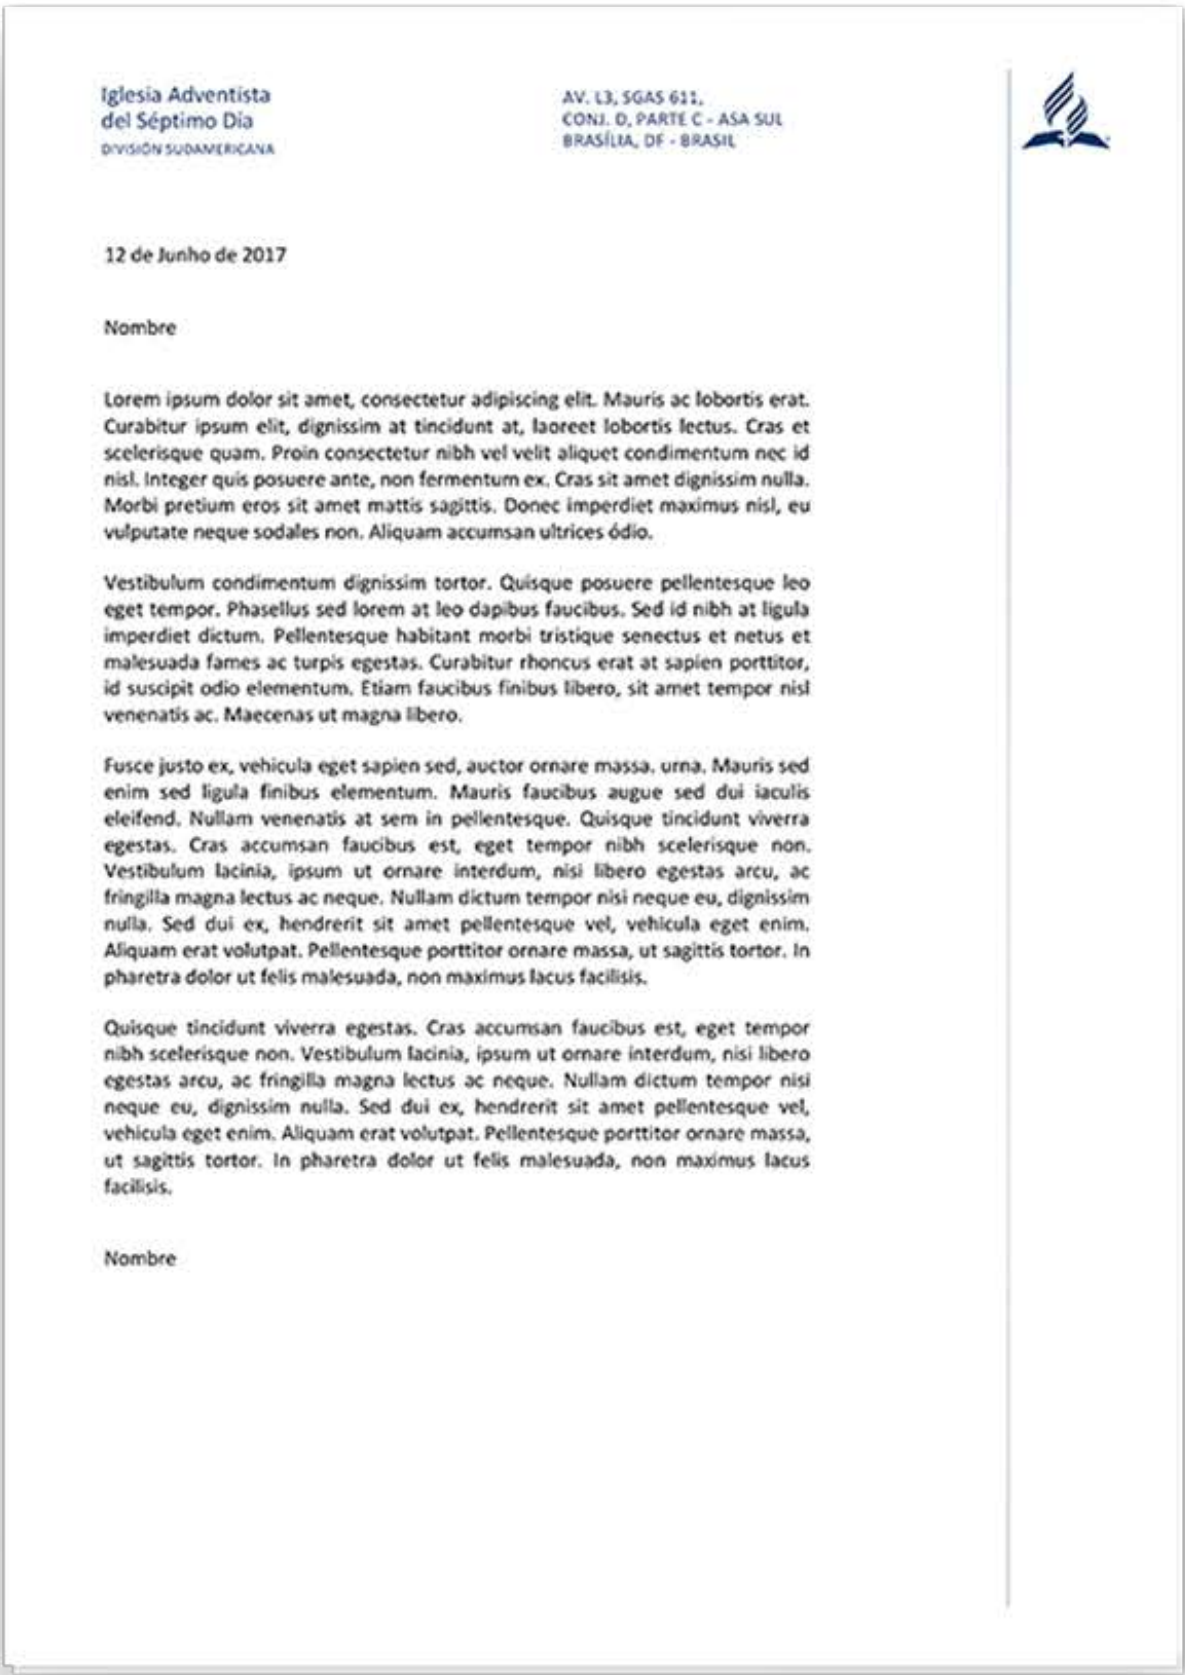 Iglesia Adventista
del Séptimo Día
DIVISIÓN SUDAMERICANA
AV. L3, SGAS 611,
CONJ. D, PARTE C - ASA SUL
BRASÍLIA, DF - BRASIL
12 de Junho de 2017
Nombre
Lorem ipsum dolor sit amet, consectetur adipiscing elit. Mauris ac lobortis erat.
Curabitur ipsum elit, dignissim at tincidunt at, laoreet lobortis lectus. Cras et
scelerisque quam. Proin consectetur nibh vel velit aliquet condimentum nec id
nisl. Integer quis posuere ante, non fermentum ex. Cras sit amet dignissim nulla.
Morbi pretium eros sit amet mattis sagittis. Donec imperdiet maximus nisl, eu
vulputate neque sodales non. Aliquam accumsan ultrices ódio.
Vestibulum condimentum dignissim tortor. Quisque posuere pellentesque leo
eget tempor. Phasellus sed lorem at leo dapibus faucibus. Sed id nibh at ligula
imperdiet dictum. Pellentesque habitant morbi tristique senectus et netus et
malesuada fames ac turpis egestas. Curabitur rhoncus erat at sapien porttitor,
id suscipit odio elementum. Etiam faucibus finibus libero, sit amet tempor nisl
venenatis ac. Maecenas ut magna libero.
Fusce justo ex, vehicula eget sapien sed, auctor ornare massa. urna. Mauris sed
enim sed ligula finibus elementum. Mauris faucibus augue sed dui iaculis
eleifend. Nullam venenatis at sem in pellentesque. Quisque tincidunt viverra
egestas. Cras accumsan faucibus est, eget tempor nibh scelerisque non.
Vestibulum lacinia, ipsum ut ornare interdum, nisi libero egestas arcu, ac
fringilla magna lectus ac neque. Nullam dictum tempor nisi neque eu, dignissim
nulla. Sed dui ex, hendrerit sit amet pellentesque vel, vehicula eget enim.
Aliquam erat volutpat. Pellentesque porttitor ornare massa, ut sagittis tortor. In
pharetra dolor ut felis malesuada, non maximus lacus facilisis.
Quisque tincidunt viverra egestas. Cras accumsan faucibus est, eget tempor
nibh scelerisque non. Vestibulum lacinia, ipsum ut ornare interdum, nisi libero
egestas arcu, ac fringilla magna lectus ac neque. Nullam dictum tempor nisi
neque eu, dignissim nulla. Sed dui ex, hendrerit sit amet pellentesque vel,
vehicula eget enim. Aliquam erat volutpat. Pellentesque porttitor ornare massa,
ut sagittis tortor. In pharetra dolor ut felis malesuada, non maximus lacus
facilisis.
Nombre